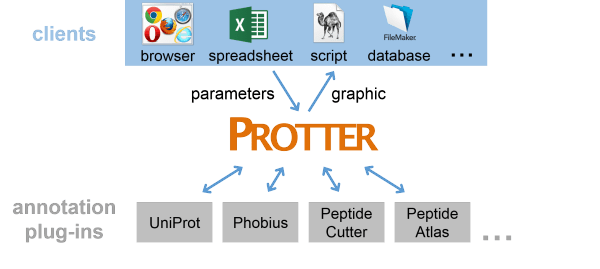 clients
FileMaker.
browser spreadsheet script database ...
parameters graphic
PROTTER
annotation
plug-ins
UniProt Phobius Peptide
Cutter Peptide
Atlas ...